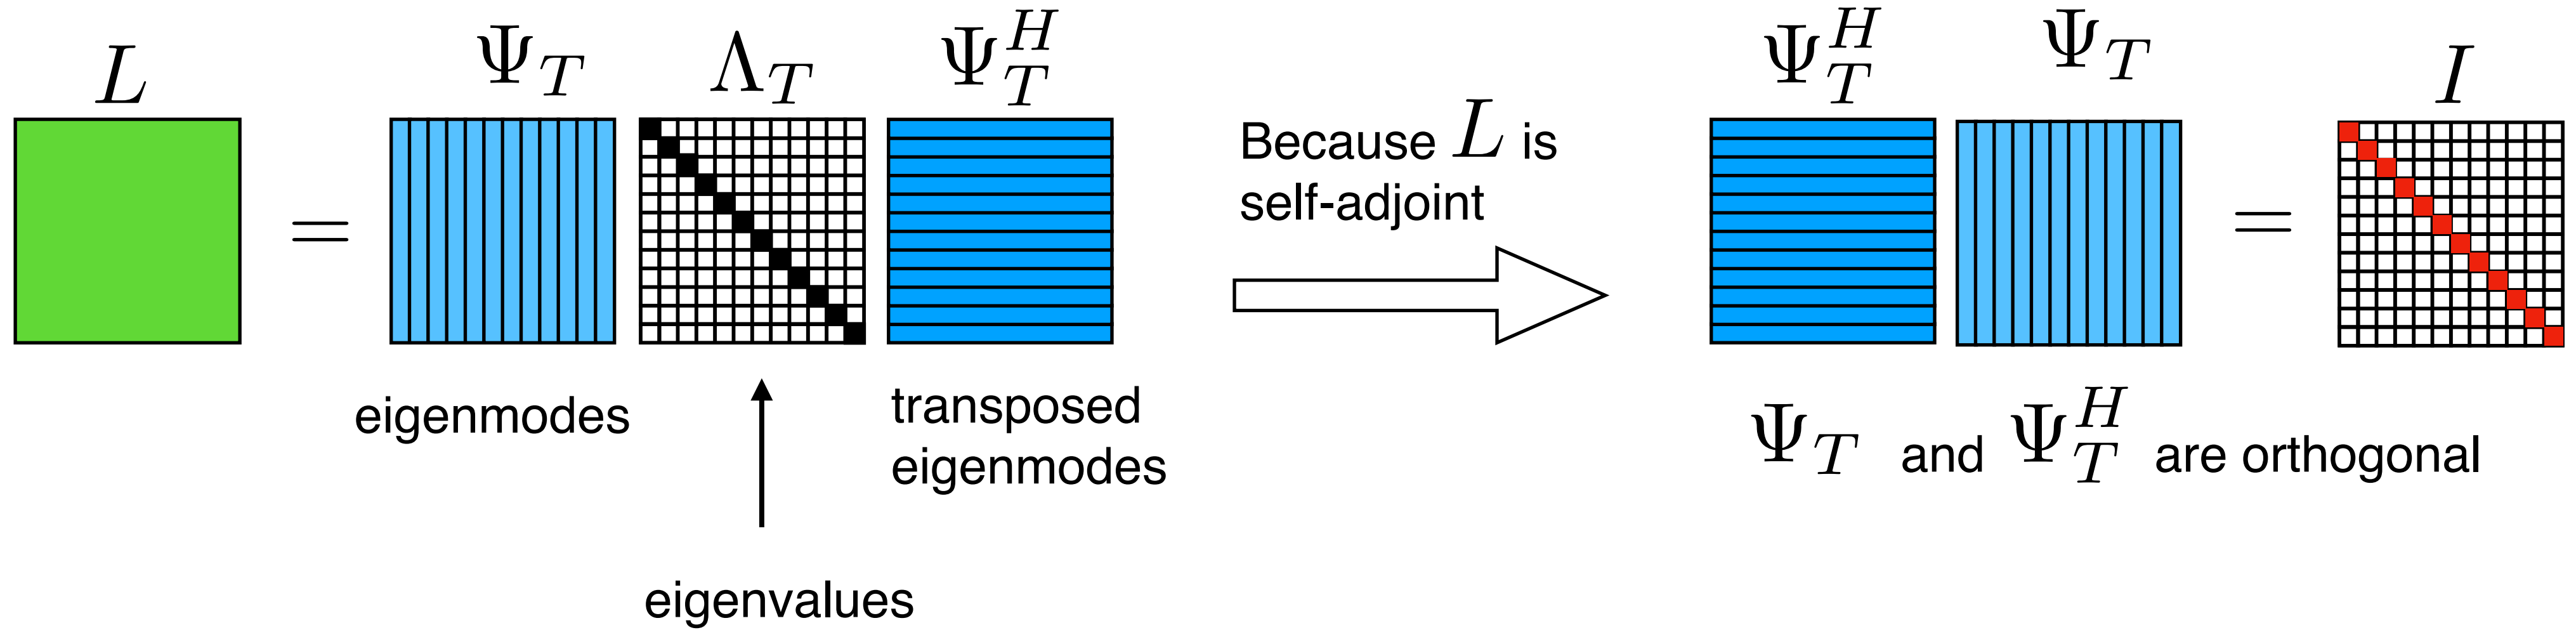 L = Ψ_T Λ_T Ψ_T^H
eigenmodes
transposed
eigenmodes
eigenvalues
Because L is
self-adjoint
Ψ_T^H Ψ_T = I
Ψ_T and Ψ_T^H are orthogonal